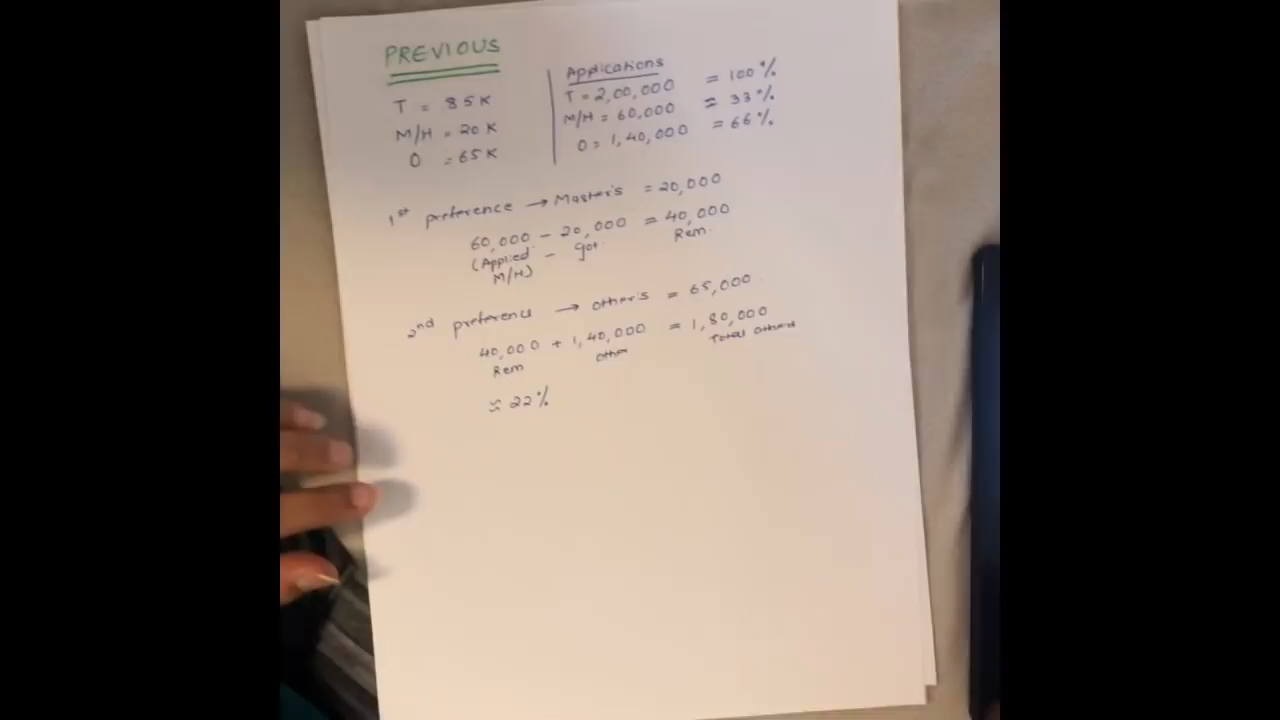 PREVIOUS
T = 85K
M/H = 20K
O = 65K
Applications
T = 2,00,000 = 100%
M/H = 60,000 ≈ 33%
O = 1,40,000 = 66%
1st preference → Master's = 20,000
60,000 - 20,000 = 40,000
(Applied - got Rem.
M/H)
2nd preference → other's = 65,000
40,000 + 1,40,000 = 1,80,000
Rem other Total others
≈ 22%